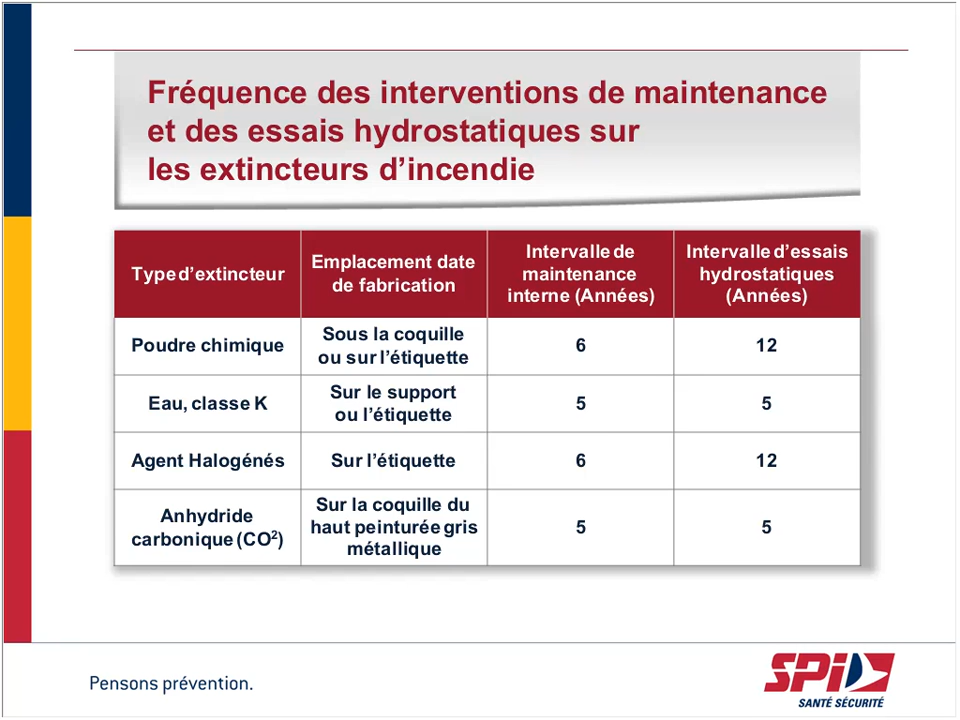 Fréquence des interventions de maintenance
et des essais hydrostatiques sur
les extincteurs d'incendie
Type d'extincteur
Emplacement date
de fabrication
Intervalle de
maintenance
interne (Années)
Intervalle d'essais
hydrostatiques
(Années)
Poudre chimique
Sous la coquille
ou sur l'étiquette
6
12
Eau, classe K
Sur le support
ou l'étiquette
5
5
Agent Halogénés
Sur l'étiquette
6
12
Anhydride
carbonique (CO²)
Sur la coquille du
haut peinturée gris
métallique
5
5
Pensons prévention.
SPI
SANTÉ SÉCURITÉ